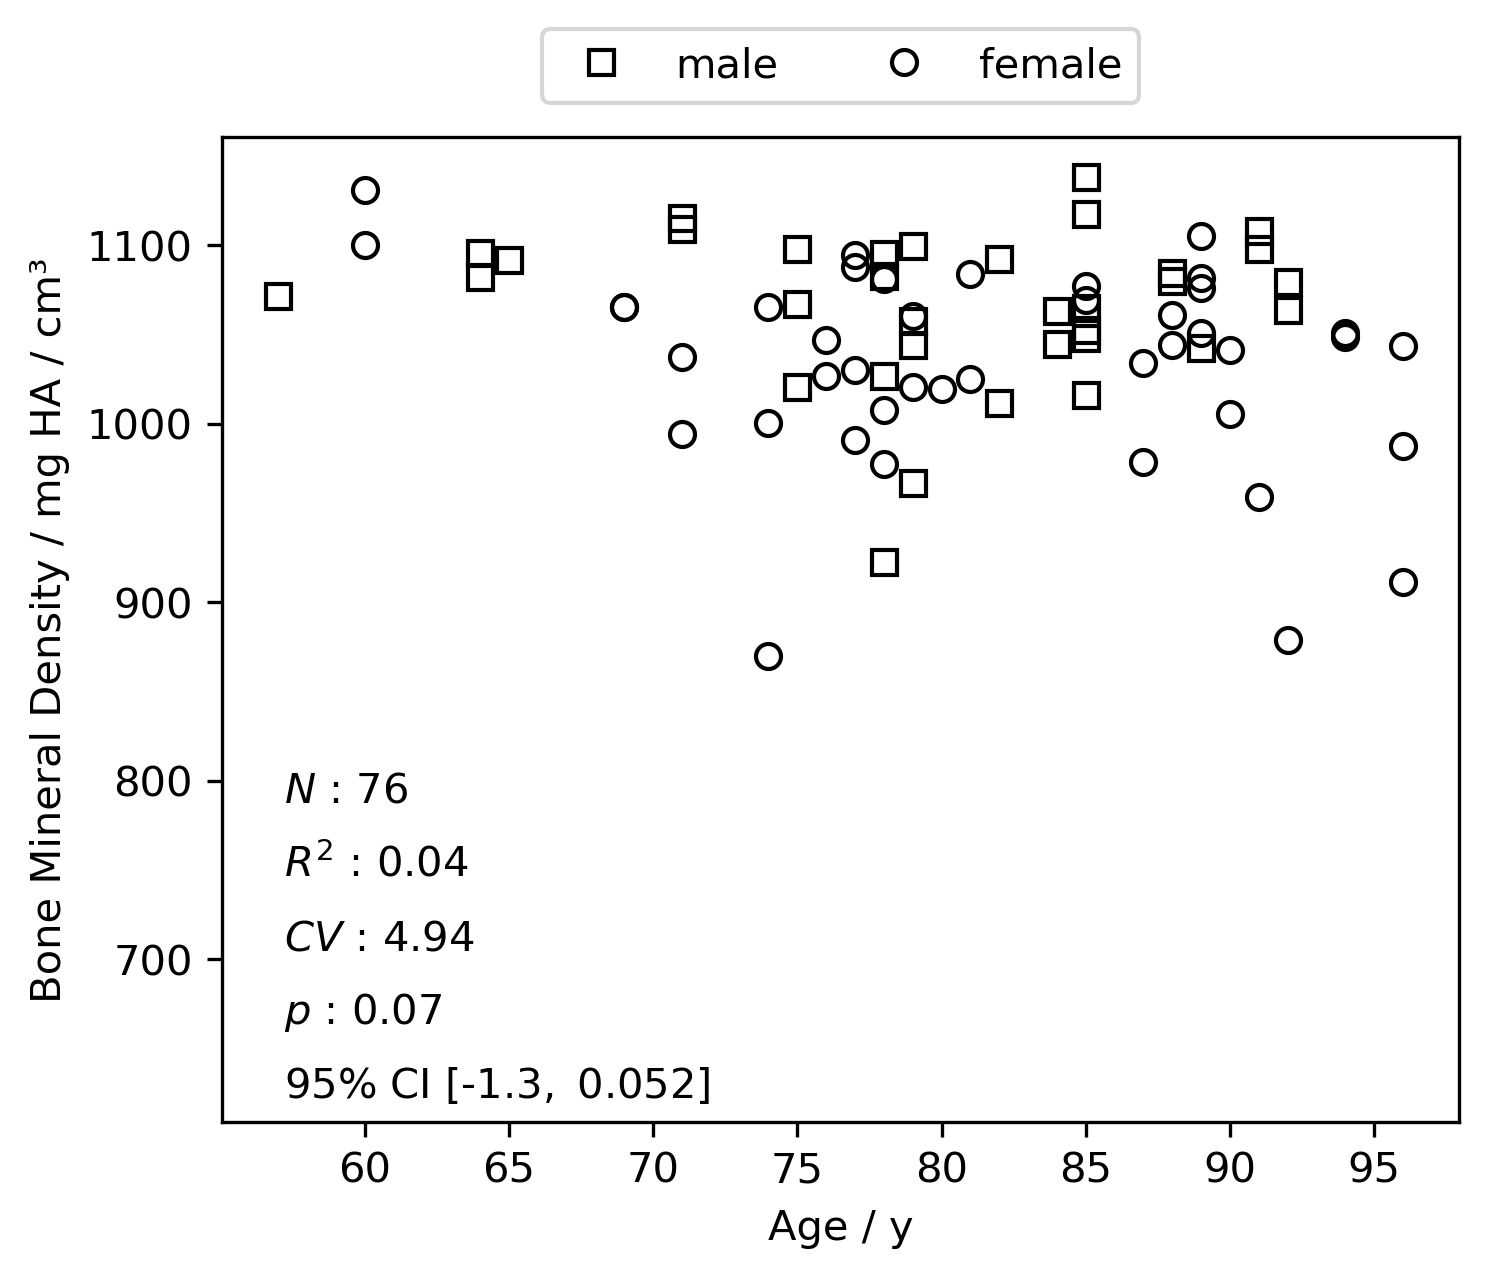 male female
1100
1000
900
800
700
Bone Mineral Density / mg HA / cm³
N : 76
R² : 0.04
CV : 4.94
p : 0.07
95% CI [-1.3, 0.052]
60 65 70 75 80 85 90 95
Age / y